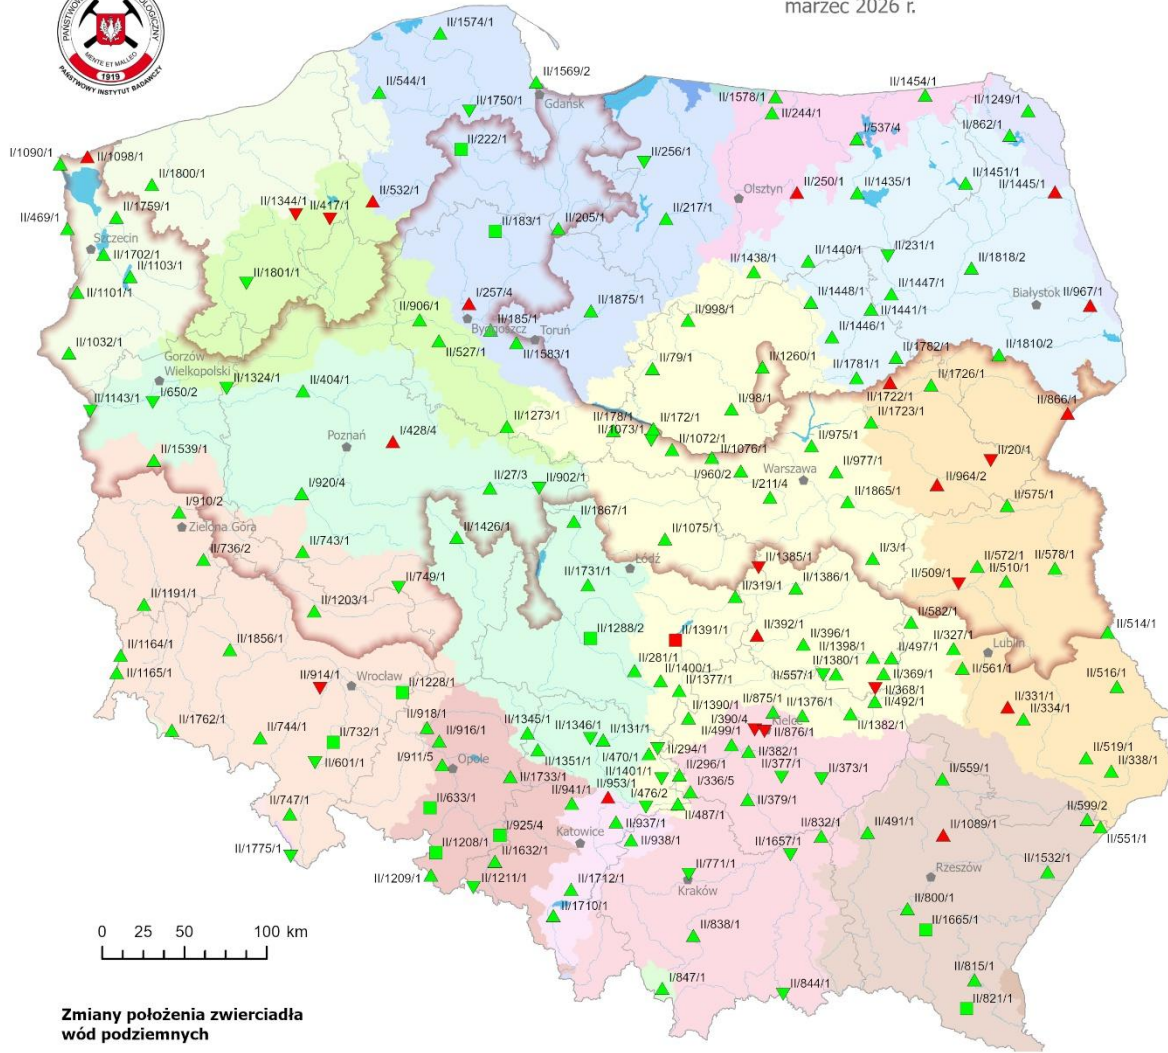 marzec 2026 r.
MENTE ET MALLEO
1919
PAŃSTWOWY INSTYTUT BADAWCZY
II/1574/1
II/544/1
II/1569/2
Gdańsk
II/1750/1
II/222/1
II/1578/1
II/1454/1
II/244/1
II/1249/1
I/537/4
II/862/1
I/1090/1
II/1098/1
II/1800/1
II/256/1
Olsztyn
II/250/1
II/1435/1
II/1451/1
II/1445/1
II/1344/1
II/417/1
II/532/1
II/469/1
II/1759/1
II/183/1
II/205/1
II/217/1
Szczecin
II/1702/1
II/1103/1
II/1801/1
II/1101/1
II/1440/1
II/231/1
II/1438/1
II/1818/2
II/1447/1
Białystok
II/967/1
I/257/4
II/906/1
II/185/1
Bydgoszcz
Toruń
II/1875/1
II/998/1
II/1448/1
II/1441/1
II/1446/1
II/527/1
II/1583/1
II/1032/1
Gorzów
Wielkopolski
II/1324/1
II/404/1
II/79/1
II/1260/1
II/1782/1
II/1810/2
II/1781/1
II/1726/1
II/1143/1
I/650/2
II/1722/1
II/1723/1
II/866/1
II/98/1
II/178/1
II/172/1
II/1073/1
II/1273/1
I/428/4
Poznań
II/1072/1
II/1076/1
II/975/1
II/20/1
II/1539/1
I/960/2
Warszawa
II/977/1
II/964/2
I/211/4
I/920/4
II/27/3
II/902/1
II/1865/1
II/575/1
I/910/2
Zielona Góra
II/1867/1
II/1426/1
II/1075/1
II/743/1
II/736/2
Łódź
II/1385/1
II/3/1
II/572/1
II/578/1
II/510/1
II/509/1
II/749/1
II/1731/1
II/319/1
II/1386/1
II/1191/1
II/1203/1
II/582/1
II/514/1
II/1288/2
II/1391/1
II/392/1
II/396/1
II/1398/1
II/497/1
II/327/1
Lublin
II/1856/1
II/1164/1
II/1165/1
II/281/1
II/1400/1
II/1377/1
II/1380/1
II/557/1
II/369/1
II/561/1
II/516/1
II/914/1
Wrocław
II/1228/1
II/368/1
II/492/1
II/331/1
II/334/1
II/1390/1
II/875/1
II/1376/1
II/1382/1
I/390/4
Kielce
II/876/1
II/499/1
II/1762/1
II/744/1
II/732/1
II/918/1
II/916/1
II/1345/1
II/1346/1
II/131/1
I/470/1
II/294/1
II/382/1
II/601/1
I/911/5
Opole
II/1351/1
II/1401/1
II/296/1
II/377/1
II/373/1
II/519/1
II/338/1
II/1733/1
II/953/1
I/336/5
II/559/1
II/747/1
II/633/1
II/941/1
I/476/2
II/487/1
II/379/1
II/599/2
II/551/1
II/1775/1
I/925/4
Katowice
II/937/1
II/938/1
II/832/1
II/491/1
II/1089/1
II/1208/1
II/1632/1
II/1657/1
II/1209/1
II/1211/1
II/1712/1
II/771/1
Kraków
Rzeszów
II/1532/1
II/1710/1
II/800/1
II/1665/1
II/838/1
0 25 50 100 km
I/847/1
II/844/1
II/815/1
II/821/1
Zmiany położenia zwierciadła
wód podziemnych